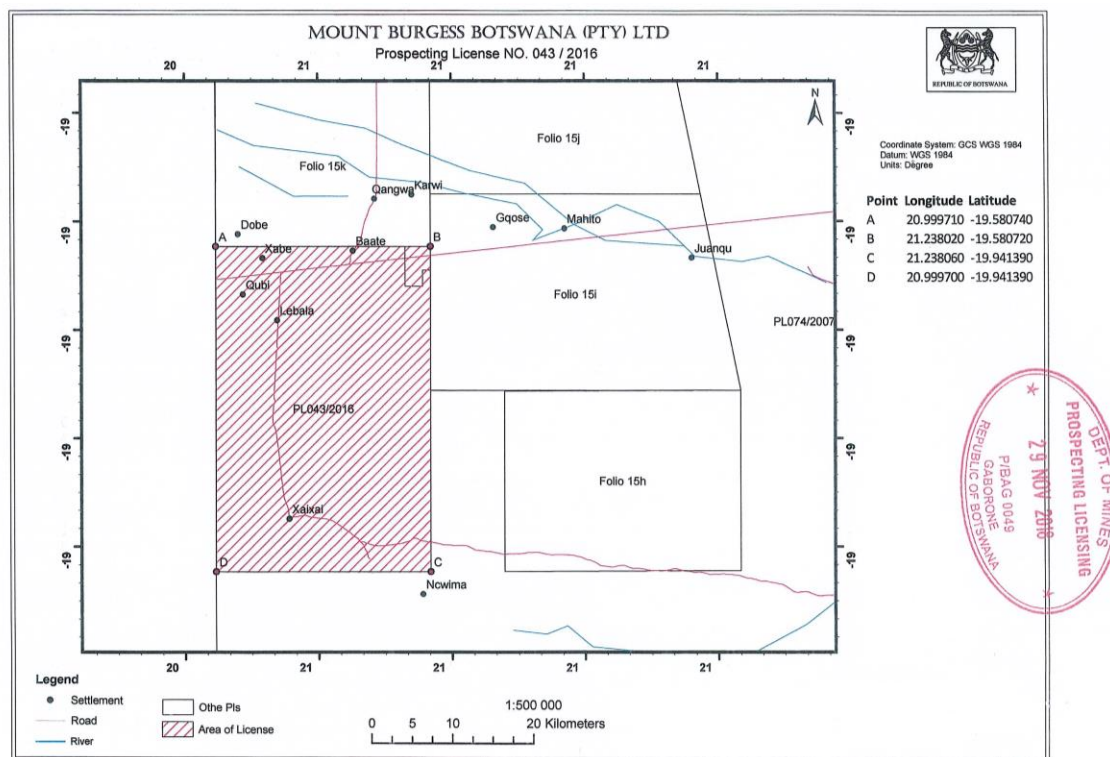 MOUNT BURGESS BOTSWANA (PTY) LTD
Prospecting License NO. 043 / 2016
REPUBLIC OF BOTSWANA
20 21 21 21 21
-19 -19
-19 -19
-19 -19
-19 -19
-19 -19
N
Folio 15j
Folio 15k
Qangwa
Karwi
Dobe
Gqose
Mahito
A
B
Xabe
Baate
Juanqu
Qubi
Folio 15i
Lebala
PL074/2007
PL043/2016
Folio 15h
Xaixai
D
C
Ncwima
20 21 21 21 21
Coordinate System: GCS WGS 1984
Datum: WGS 1984
Units: Degree
Point Longitude Latitude
A 20.999710 -19.580740
B 21.238020 -19.580720
C 21.238060 -19.941390
D 20.999700 -19.941390
DEPT. OF MINES
PROSPECTING LICENSING
29 NOV 2016
P/BAG 0049
GABORONE
REPUBLIC OF BOTSWANA
Legend
Settlement
Road
River
Othe Pls
Area of License
1:500 000
0 5 10 20 Kilometers